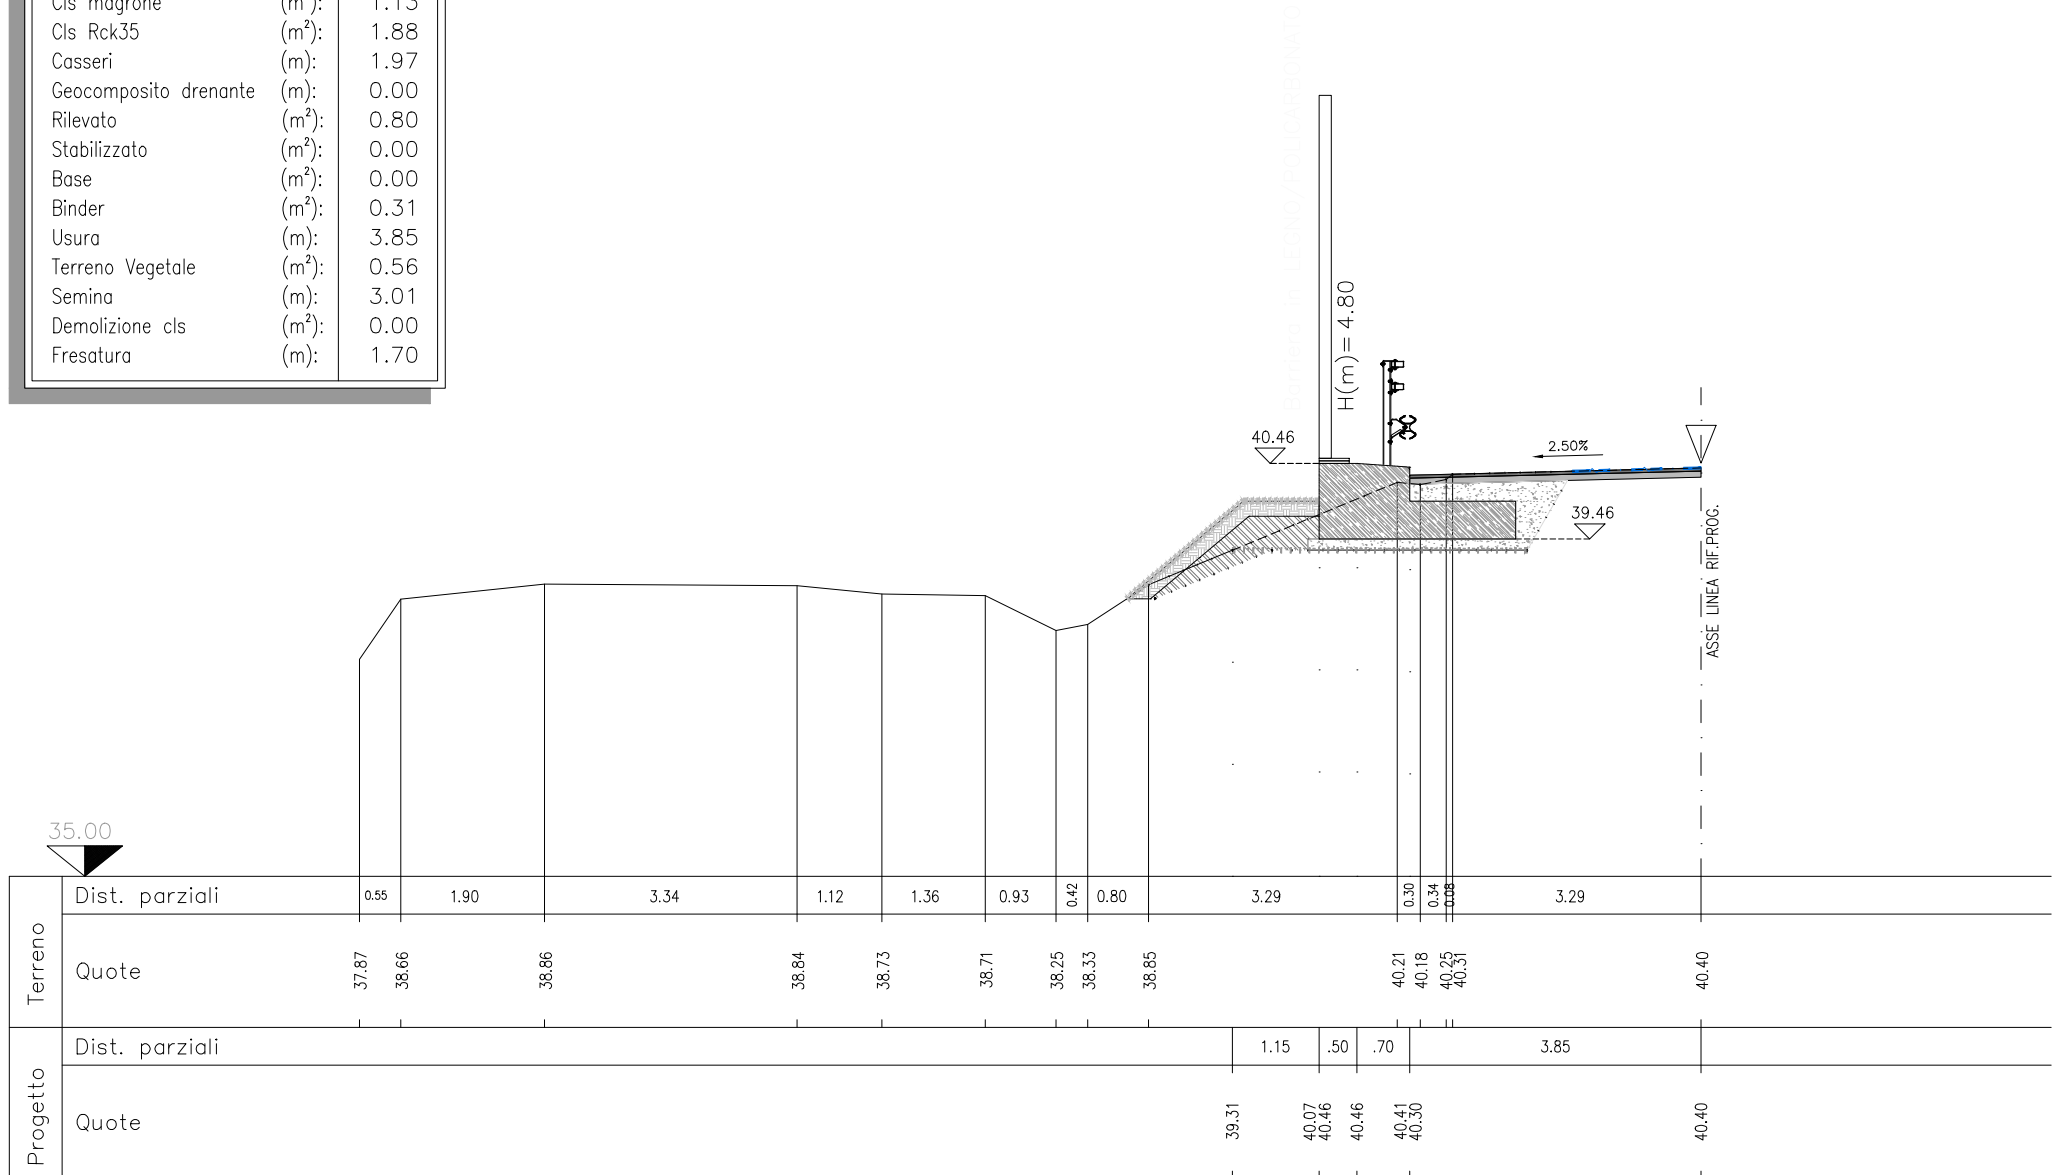 Cls magrone (m²): 1.13
Cls Rck35 (m²): 1.88
Casseri (m): 1.97
Geocomposito drenante (m): 0.00
Rilevato (m²): 0.80
Stabilizzato (m²): 0.00
Base (m²): 0.00
Binder (m²): 0.31
Usura (m): 3.85
Terreno Vegetale (m²): 0.56
Semina (m): 3.01
Demolizione cls (m²): 0.00
Fresatura (m): 1.70
Barriera in LEGNO/POLICARBONATO
H(m)= 4.80
40.46
2.50%
39.46
ASSE LINEA RIF.PROG.
35.00
Terreno
Dist. parziali 0.55 1.90 3.34 1.12 1.36 0.93 0.42 0.80 3.29 0.30 0.34 0.08 3.29
Quote 37.87 38.66 38.86 38.84 38.73 38.71 38.25 38.33 38.85 40.21 40.18 40.25 40.31 40.40
Progetto
Dist. parziali 1.15 .50 .70 3.85
Quote 39.31 40.07 40.46 40.46 40.41 40.30 40.40